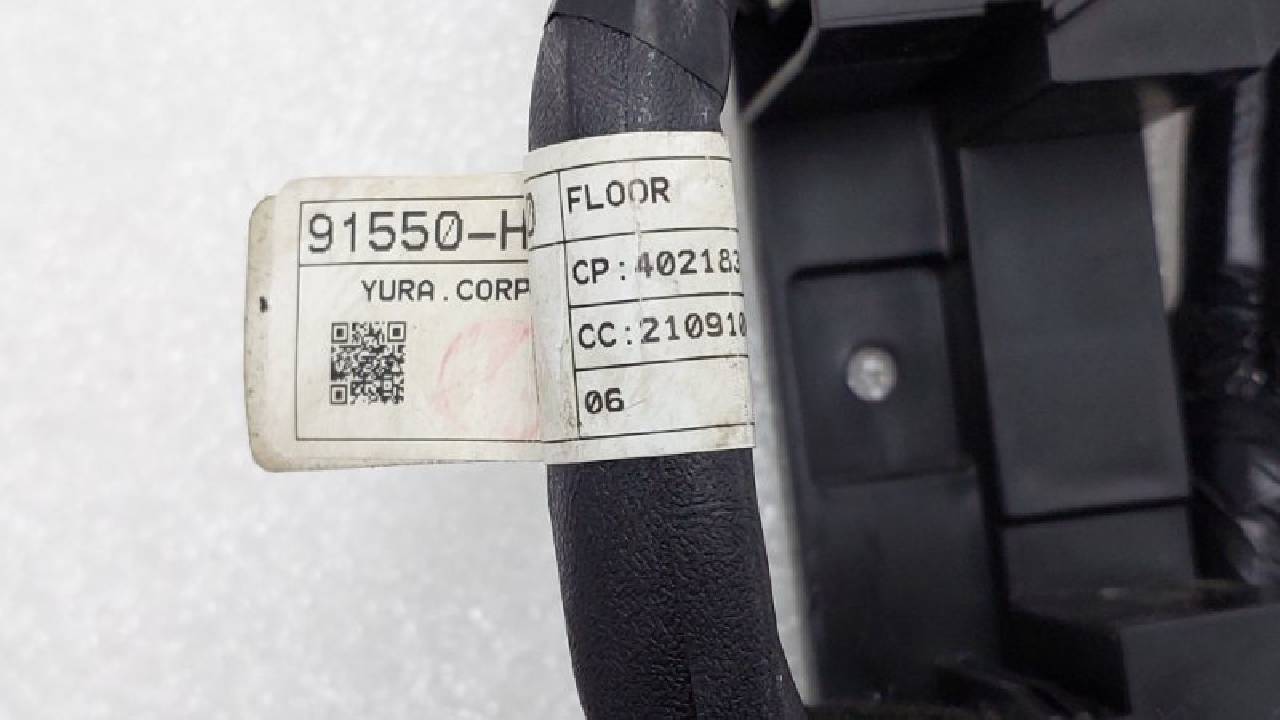 91550-H
YURA.CORP
FLOOR
CP:402183
CC:210910
06